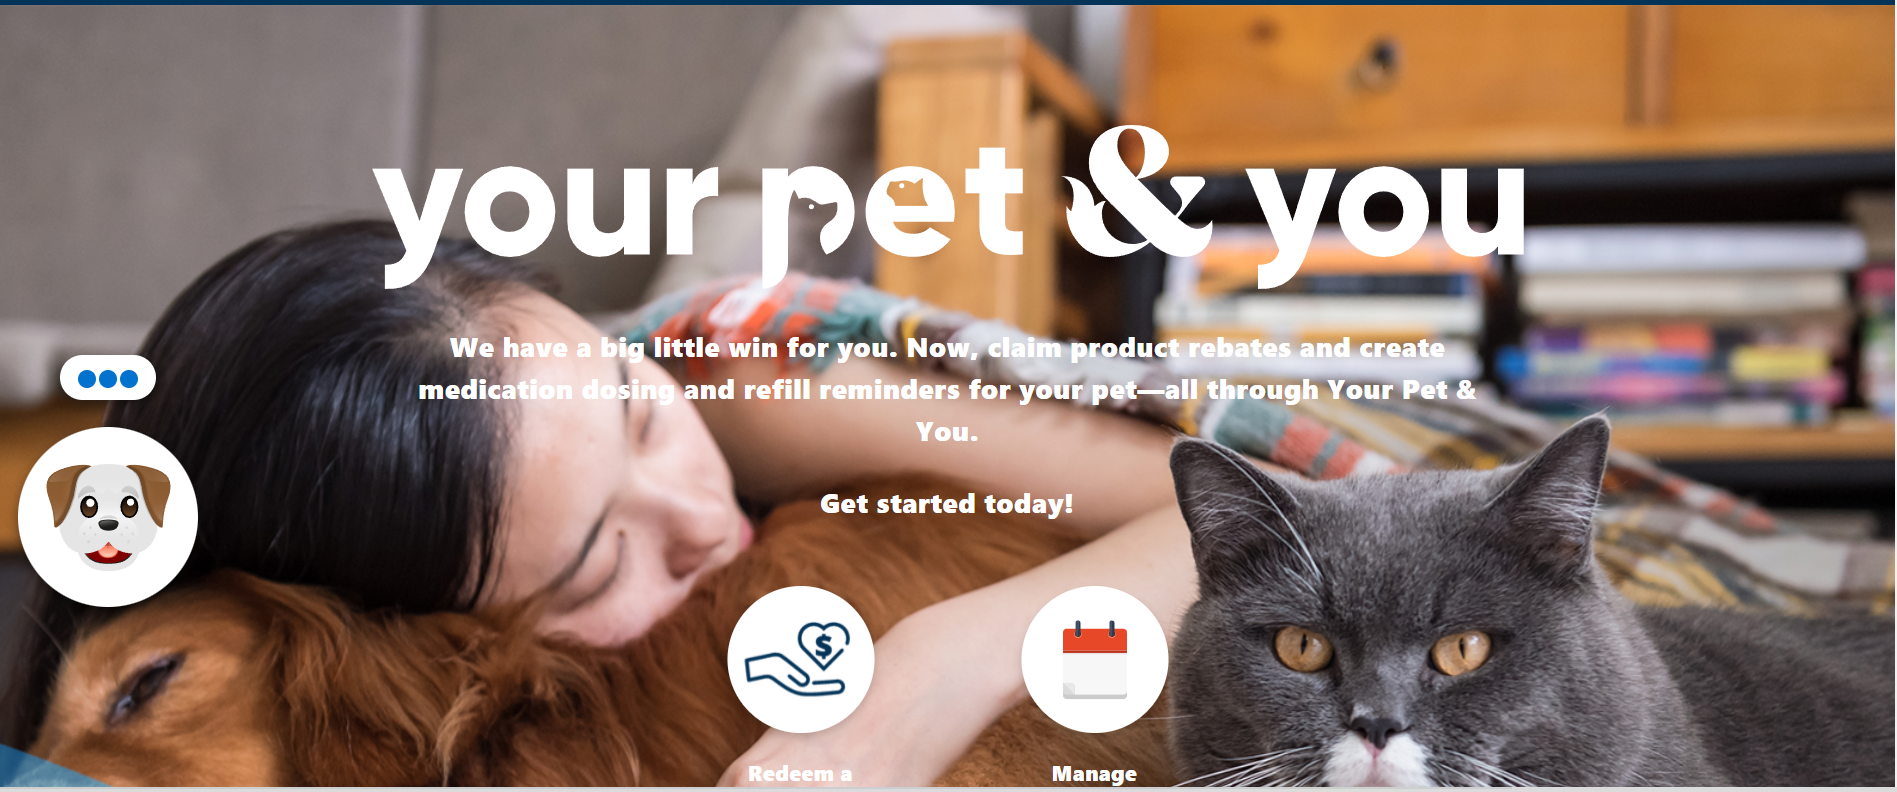 your pet & you
We have a big little win for you. Now, claim product rebates and create
medication dosing and refill reminders for your pet—all through Your Pet &
You.
Get started today!
$
Redeem a
Manage